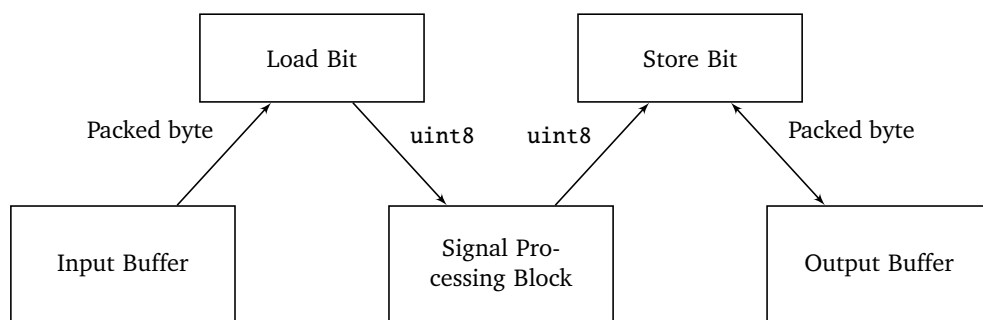 Load Bit
Store Bit
Packed byte
uint8
uint8
Packed byte
Input Buffer
Signal Pro-
cessing Block
Output Buffer